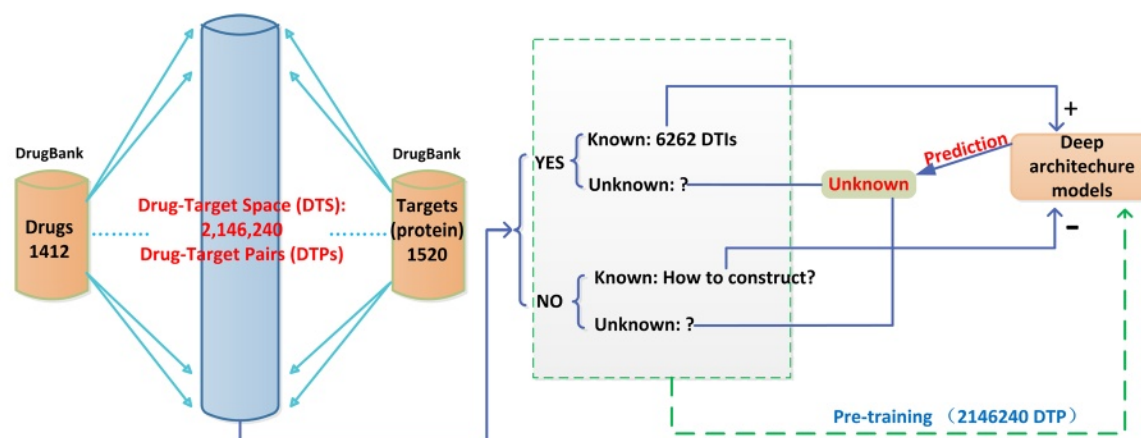 DrugBank
Drugs
1412
Drug-Target Space (DTS):
2,146,240
Drug-Target Pairs (DTPs)
DrugBank
Targets
(protein)
1520
YES
Known: 6262 DTIs
Unknown: ?
NO
Known: How to construct?
Unknown: ?
Unknown
Prediction
+
Deep
architechure
models
-
Pre-training （2146240 DTP）